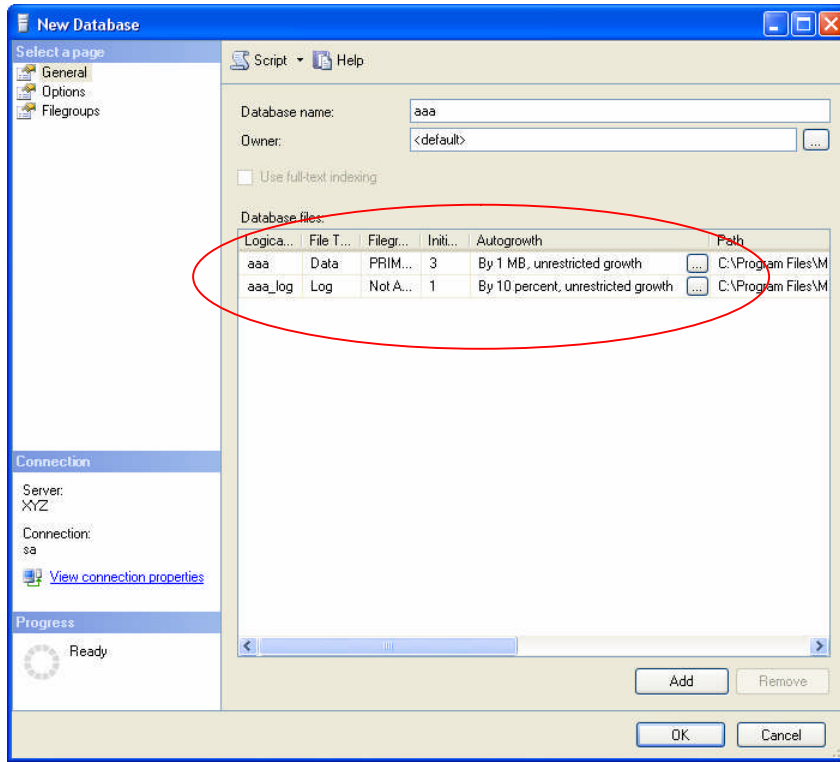 New Database
Select a page
General
Options
Filegroups
Script Help
Database name: aaa
Owner: <default> ...
Use full-text indexing
Database files:
Logica... File T... Filegr... Initi... Autogrowth Path
aaa Data PRIM... 3 By 1 MB, unrestricted growth ... C:\Program Files\M
aaa_log Log Not A... 1 By 10 percent, unrestricted growth ... C:\Program Files\M
Connection
Server:
XYZ
Connection:
sa
View connection properties
Progress
Ready
Add Remove
OK Cancel